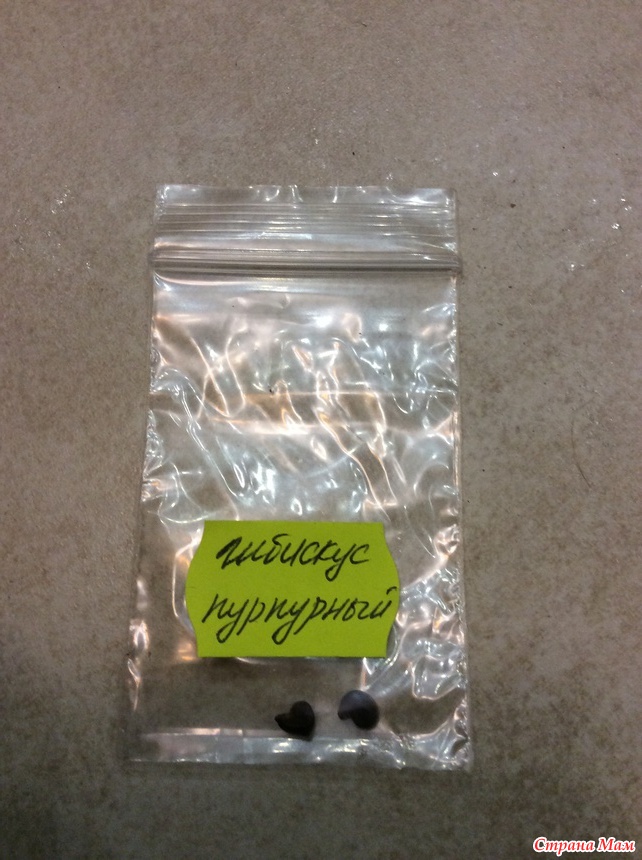 гибискус
пурпурный
Страна Мам